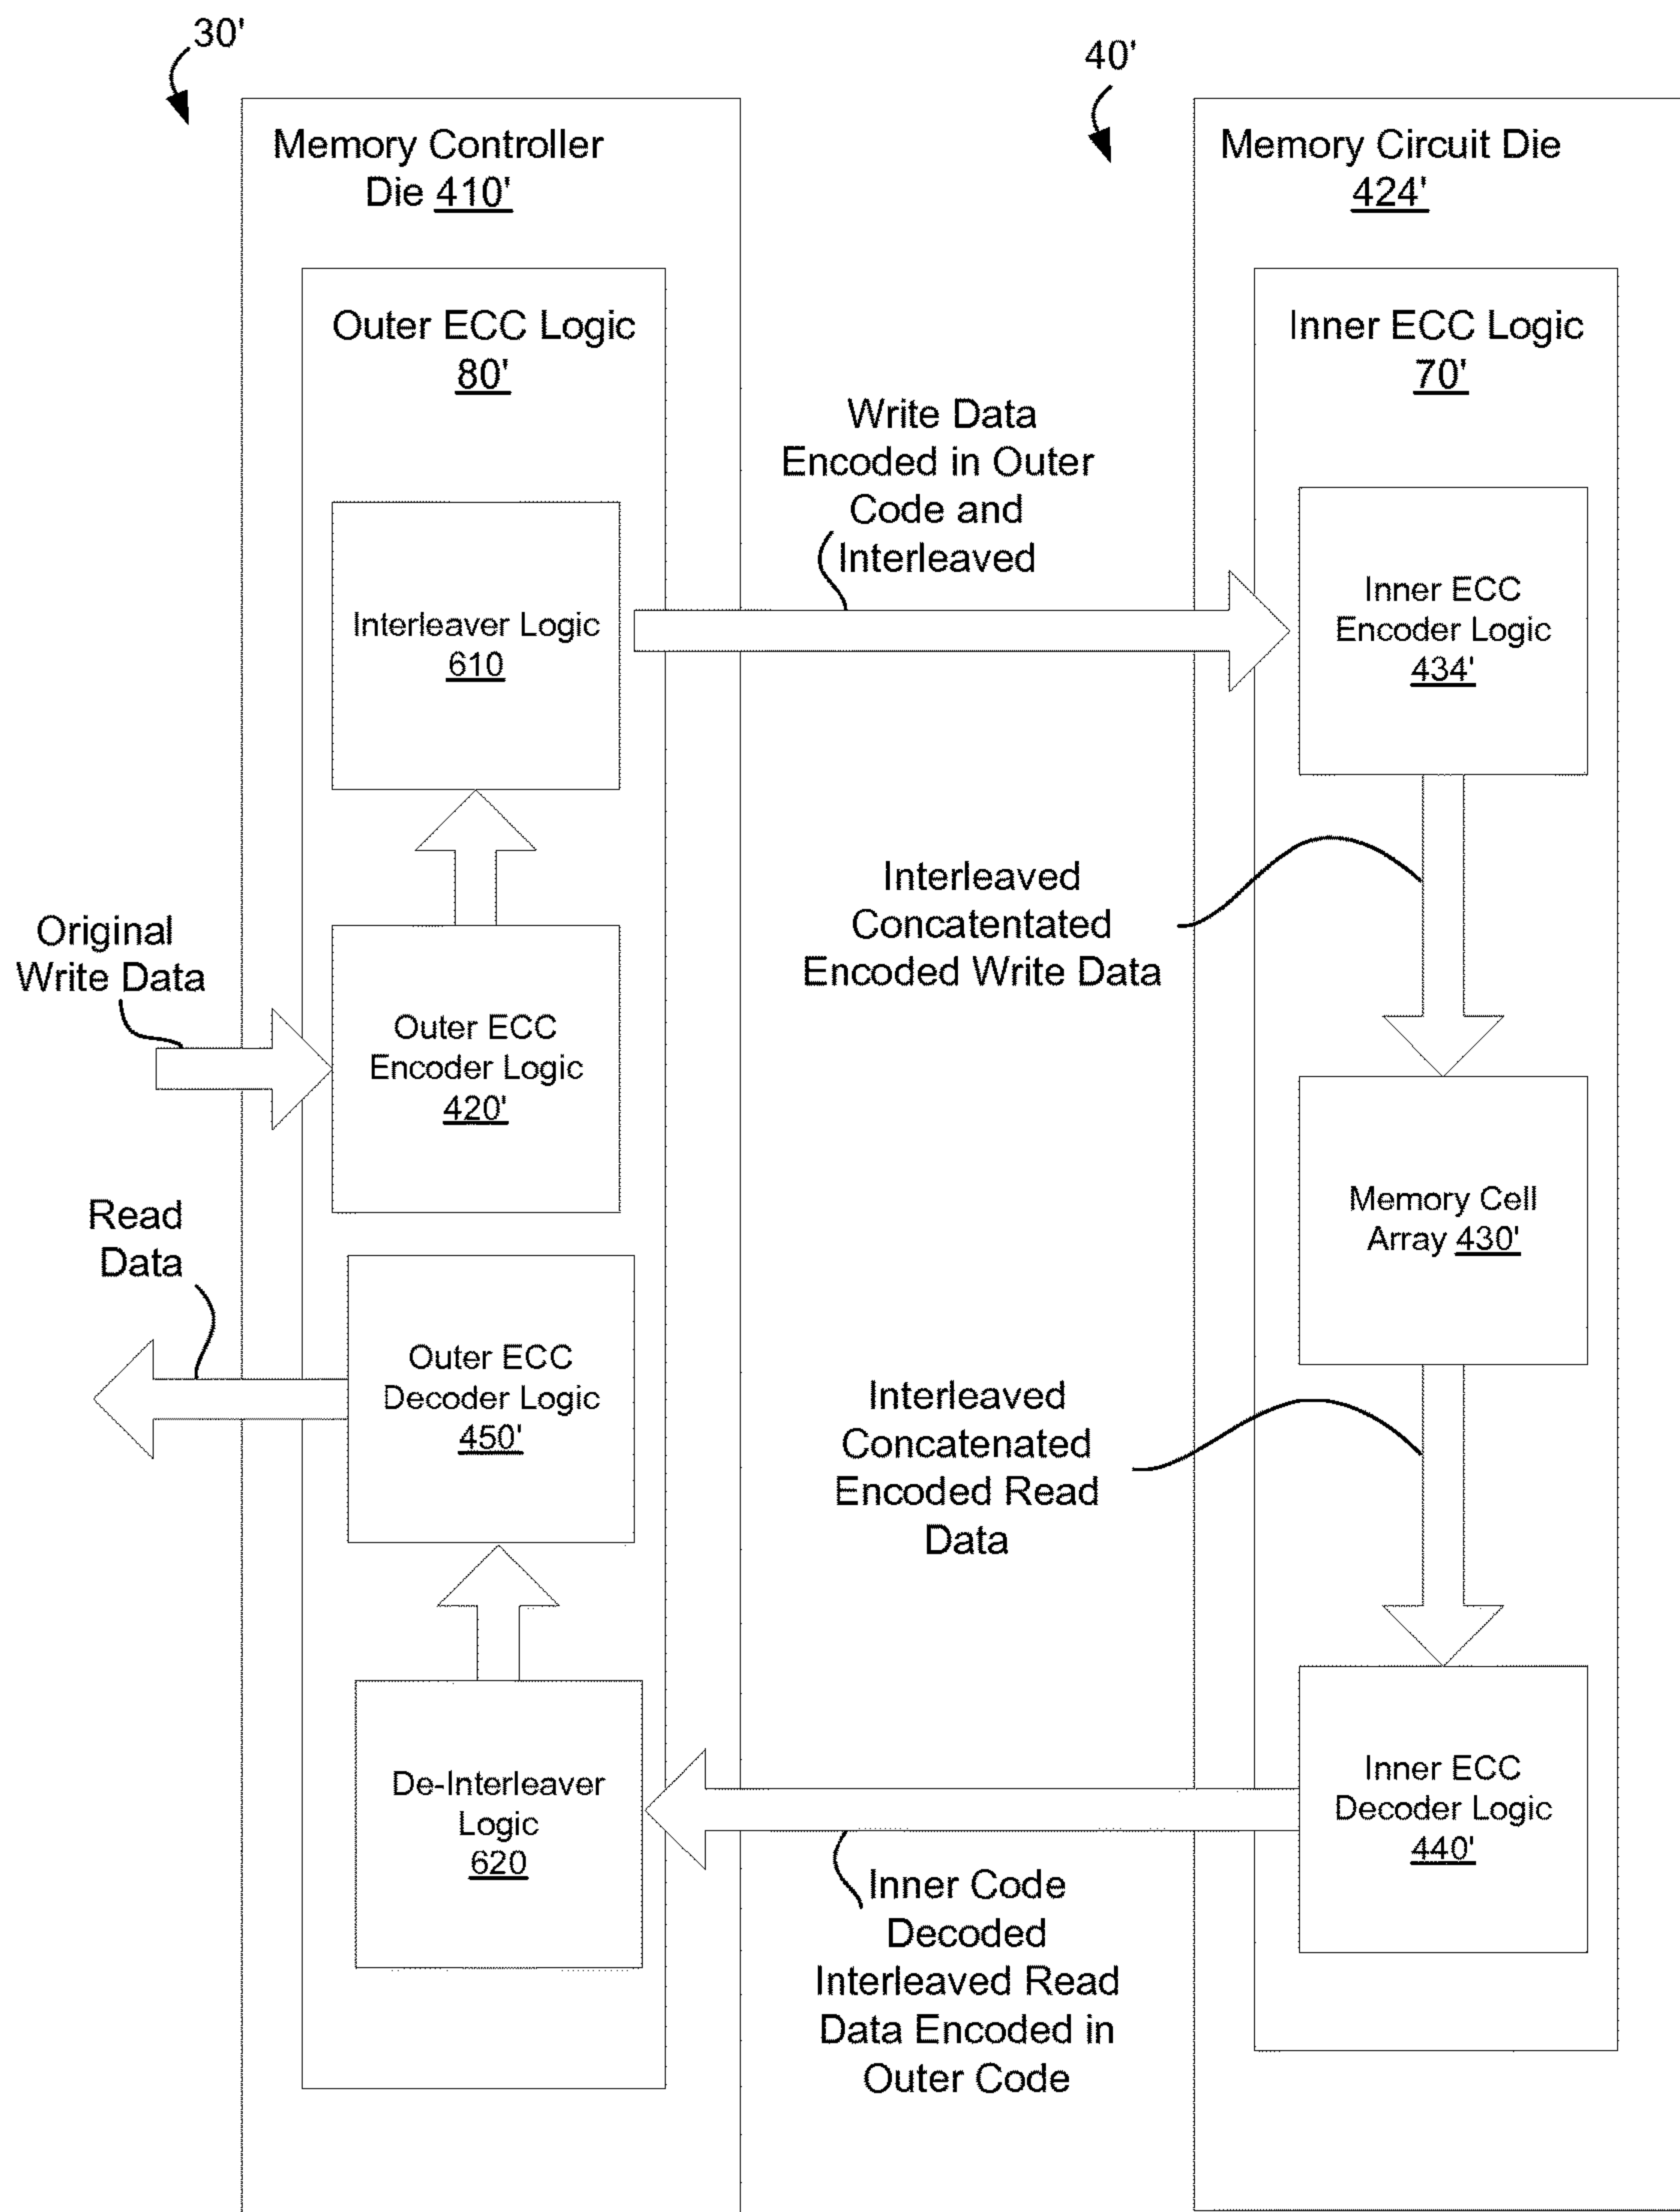 30'
40'
Memory Controller
Die 410'
Memory Circuit Die
424'
Outer ECC Logic
80'
Inner ECC Logic
70'
Write Data
Encoded in Outer
Code and
Interleaved
Interleaver Logic
610
Inner ECC
Encoder Logic
434'
Interleaved
Concatentated
Encoded Write Data
Original
Write Data
Outer ECC
Encoder Logic
420'
Memory Cell
Array 430'
Read
Data
Outer ECC
Decoder Logic
450'
Interleaved
Concatenated
Encoded Read
Data
De-Interleaver
Logic
620
Inner ECC
Decoder Logic
440'
Inner Code
Decoded
Interleaved Read
Data Encoded in
Outer Code